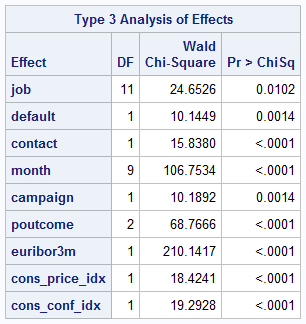 Type 3 Analysis of Effects
Effect DF Wald Chi-Square Pr > ChiSq
job 11 24.6526 0.0102
default 1 10.1449 0.0014
contact 1 15.8380 <.0001
month 9 106.7534 <.0001
campaign 1 10.1892 0.0014
poutcome 2 68.7666 <.0001
euribor3m 1 210.1417 <.0001
cons_price_idx 1 18.4241 <.0001
cons_conf_idx 1 19.2928 <.0001